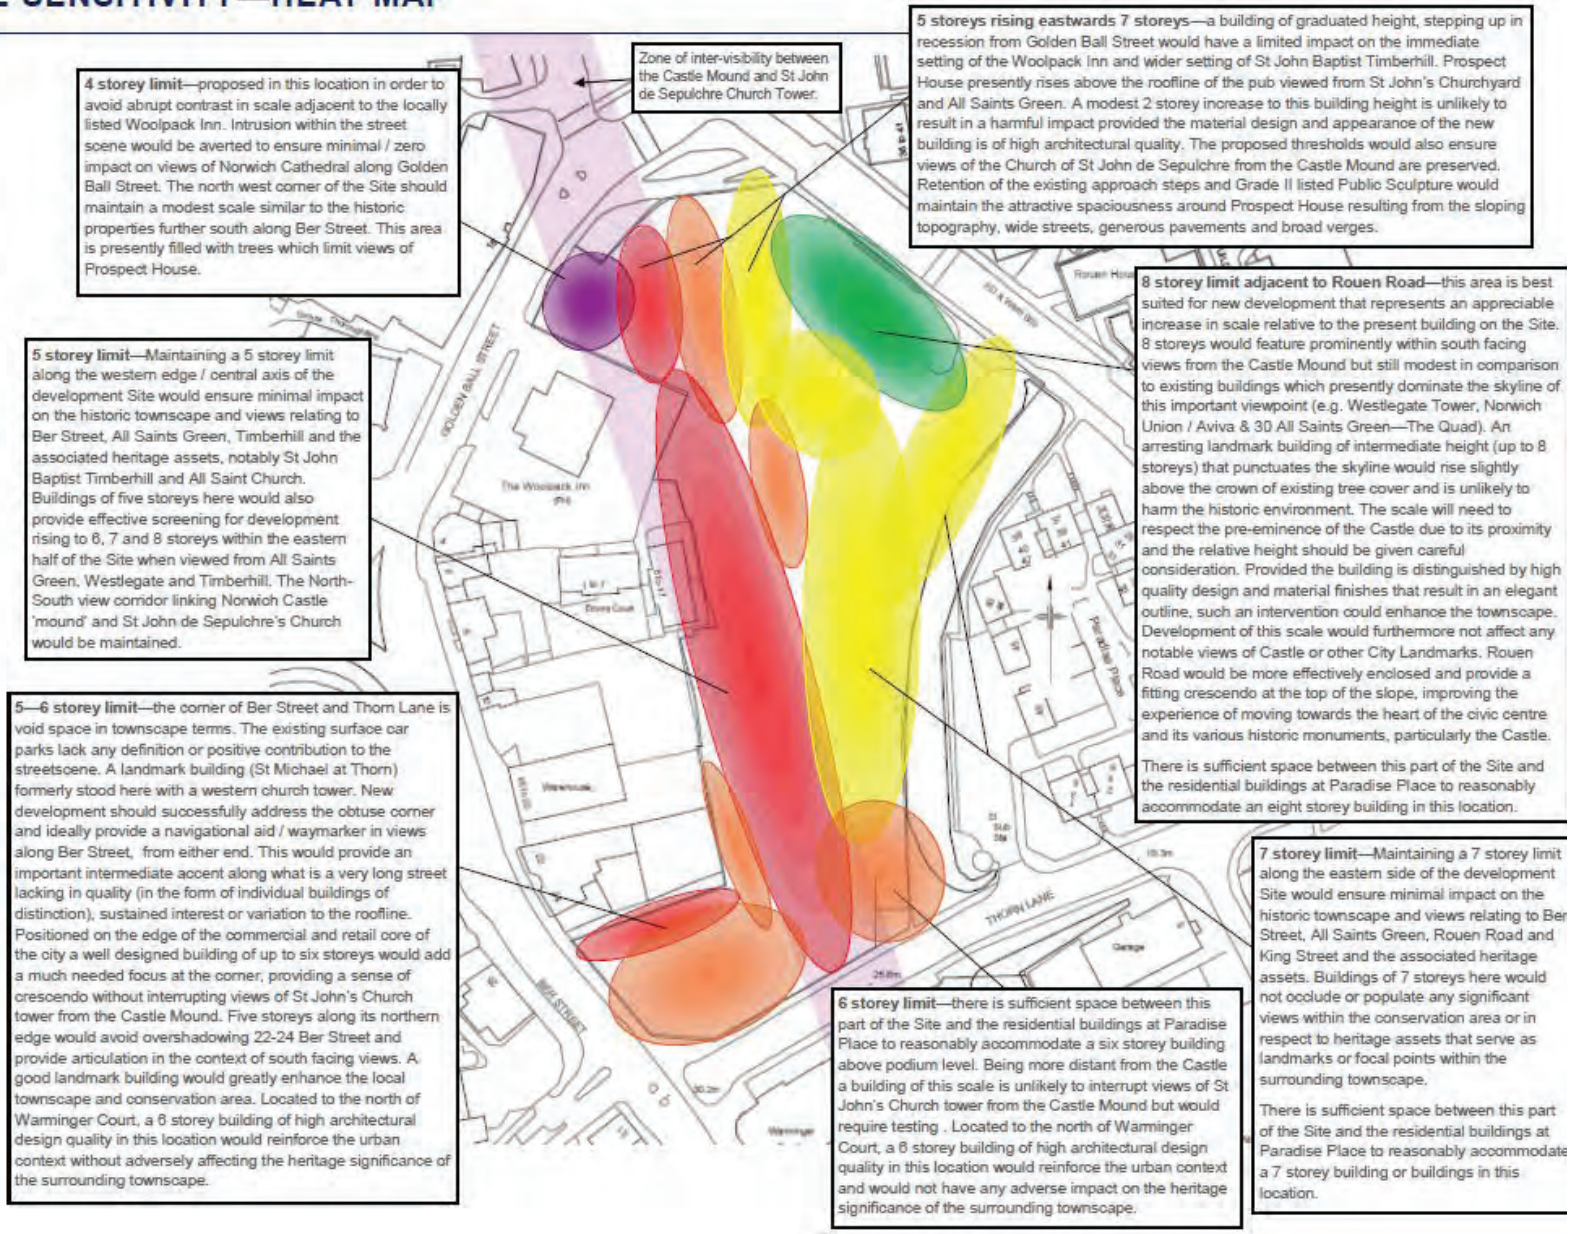 E SENSITIVITY—HEAT MAP
4 storey limit—proposed in this location in order to
avoid abrupt contrast in scale adjacent to the locally
listed Woolpack Inn. Intrusion within the street
scene would be averted to ensure minimal / zero
impact on views of Norwich Cathedral along Golden
Ball Street. The north west corner of the Site should
maintain a modest scale similar to the historic
properties further south along Ber Street. This area
is presently filled with trees which limit views of
Prospect House.
Zone of inter-visibility between
the Castle Mound and St John
de Sepulchre Church Tower.
5 storeys rising eastwards 7 storeys—a building of graduated height, stepping up in
recession from Golden Ball Street would have a limited impact on the immediate
setting of the Woolpack Inn and wider setting of St John Baptist Timberhill. Prospect
House presently rises above the roofline of the pub viewed from St John's Churchyard
and All Saints Green. A modest 2 storey increase to this building height is unlikely to
result in a harmful impact provided the material design and appearance of the new
building is of high architectural quality. The proposed thresholds would also ensure
views of the Church of St John de Sepulchre from the Castle Mound are preserved.
Retention of the existing approach steps and Grade II listed Public Sculpture would
maintain the attractive spaciousness around Prospect House resulting from the sloping
topography, wide streets, generous pavements and broad verges.
5 storey limit—Maintaining a 5 storey limit
along the western edge / central axis of the
development Site would ensure minimal impact
on the historic townscape and views relating to
Ber Street, All Saints Green, Timberhill and the
associated heritage assets, notably St John
Baptist Timberhill and All Saint Church.
Buildings of five storeys here would also
provide effective screening for development
rising to 6, 7 and 8 storeys within the eastern
half of the Site when viewed from All Saints
Green, Westlegate and Timberhill. The North-
South view corridor linking Norwich Castle
'mound' and St John de Sepulchre's Church
would be maintained.
8 storey limit adjacent to Rouen Road—this area is best
suited for new development that represents an appreciable
increase in scale relative to the present building on the Site.
8 storeys would feature prominently within south facing
views from the Castle Mound but still modest in comparison
to existing buildings which presently dominate the skyline of
this important viewpoint (e.g. Westlegate Tower, Norwich
Union / Aviva & 30 All Saints Green—The Quad). An
arresting landmark building of intermediate height (up to 8
storeys) that punctuates the skyline would rise slightly
above the crown of existing tree cover and is unlikely to
harm the historic environment. The scale will need to
respect the pre-eminence of the Castle due to its proximity
and the relative height should be given careful
consideration. Provided the building is distinguished by high
quality design and material finishes that result in an elegant
outline, such an intervention could enhance the townscape.
Development of this scale would furthermore not affect any
notable views of Castle or other City Landmarks. Rouen
Road would be more effectively enclosed and provide a
fitting crescendo at the top of the slope, improving the
experience of moving towards the heart of the civic centre
and its various historic monuments, particularly the Castle.
There is sufficient space between this part of the Site and
the residential buildings at Paradise Place to reasonably
accommodate an eight storey building in this location.
5—6 storey limit—the corner of Ber Street and Thorn Lane is
void space in townscape terms. The existing surface car
parks lack any definition or positive contribution to the
streetscene. A landmark building (St Michael at Thorn)
formerly stood here with a western church tower. New
development should successfully address the obtuse corner
and ideally provide a navigational aid / waymarker in views
along Ber Street, from either end. This would provide an
important intermediate accent along what is a very long street
lacking in quality (in the form of individual buildings of
distinction), sustained interest or variation to the roofline.
Positioned on the edge of the commercial and retail core of
the city a well designed building of up to six storeys would add
a much needed focus at the corner, providing a sense of
crescendo without interrupting views of St John's Church
tower from the Castle Mound. Five storeys along its northern
edge would avoid overshadowing 22-24 Ber Street and
provide articulation in the context of south facing views. A
good landmark building would greatly enhance the local
townscape and conservation area. Located to the north of
Warminger Court, a 6 storey building of high architectural
design quality in this location would reinforce the urban
context without adversely affecting the heritage significance of
the surrounding townscape.
6 storey limit—there is sufficient space between this
part of the Site and the residential buildings at Paradise
Place to reasonably accommodate a six storey building
above podium level. Being more distant from the Castle
a building of this scale is unlikely to interrupt views of St
John's Church tower from the Castle Mound but would
require testing . Located to the north of Warminger
Court, a 6 storey building of high architectural design
quality in this location would reinforce the urban context
and would not have any adverse impact on the heritage
significance of the surrounding townscape.
7 storey limit—Maintaining a 7 storey limit
along the eastern side of the development
Site would ensure minimal impact on the
historic townscape and views relating to Ber
Street, All Saints Green, Rouen Road and
King Street and the associated heritage
assets. Buildings of 7 storeys here would
not occlude or populate any significant
views within the conservation area or in
respect to heritage assets that serve as
landmarks or focal points within the
surrounding townscape.
There is sufficient space between this part
of the Site and the residential buildings at
Paradise Place to reasonably accommodate
a 7 storey building or buildings in this
location.
GOLDEN BALL STREET
The Woolpack Inn
(PH)
Rouen Hou
Paradise Place
Warehouse
El
Sub
Sta
THORN LANE
Garage
BER STREET
Warminger